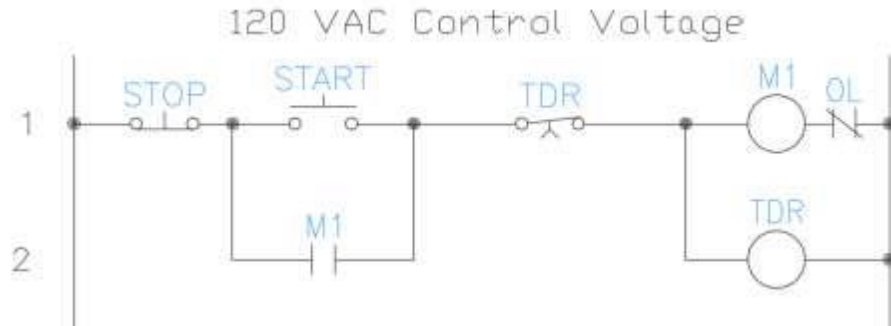 120 VAC Control Voltage
STOP START TDR M1 OL
1
M1 TDR
2